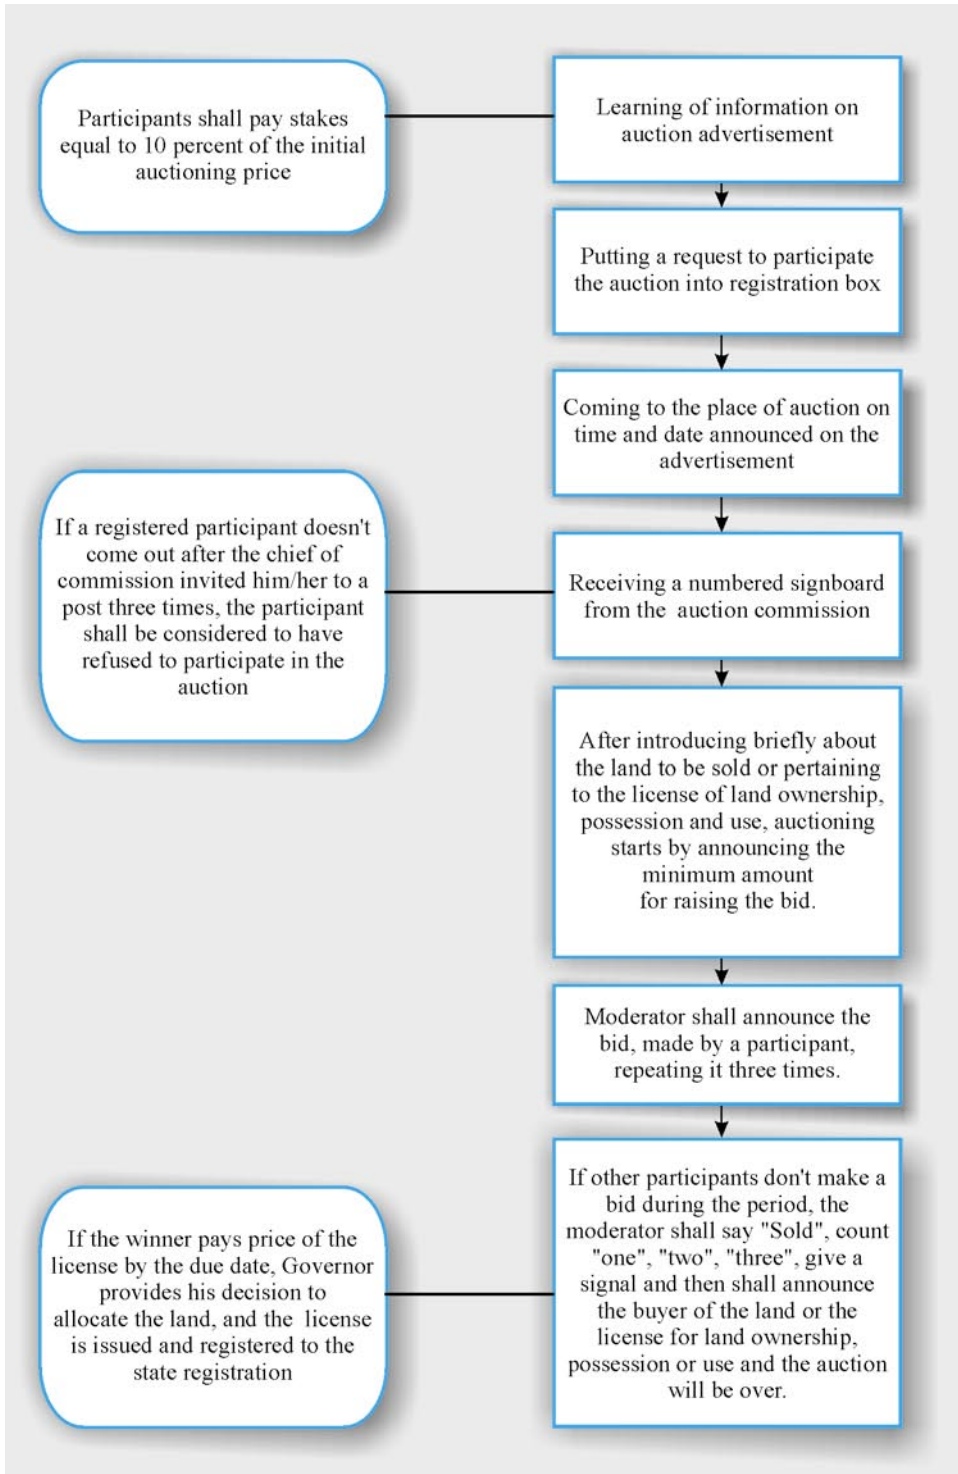 Participants shall pay stakes
equal to 10 percent of the initial
auctioning price
Learning of information on
auction advertisement
Putting a request to participate
the auction into registration box
Coming to the place of auction on
time and date announced on the
advertisement
If a registered participant doesn't
come out after the chief of
commission invited him/her to a
post three times, the participant
shall be considered to have
refused to participate in the
auction
Receiving a numbered signboard
from the auction commission
After introducing briefly about
the land to be sold or pertaining
to the license of land ownership,
possession and use, auctioning
starts by announcing the
minimum amount
for raising the bid.
Moderator shall announce the
bid, made by a participant,
repeating it three times.
If other participants don't make a
bid during the period, the
moderator shall say "Sold", count
"one", "two", "three", give a
signal and then shall announce
the buyer of the land or the
license for land ownership,
possession or use and the auction
will be over.
If the winner pays price of the
license by the due date, Governor
provides his decision to
allocate the land, and the license
is issued and registered to the
state registration